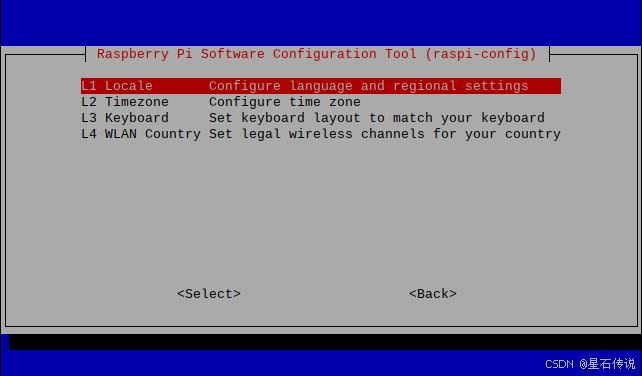 Raspberry Pi Software Configuration Tool (raspi-config)
L1 Locale Configure language and regional settings
L2 Timezone Configure time zone
L3 Keyboard Set keyboard layout to match your keyboard
L4 WLAN Country Set legal wireless channels for your country
<Select> <Back>
CSDN @星石传说